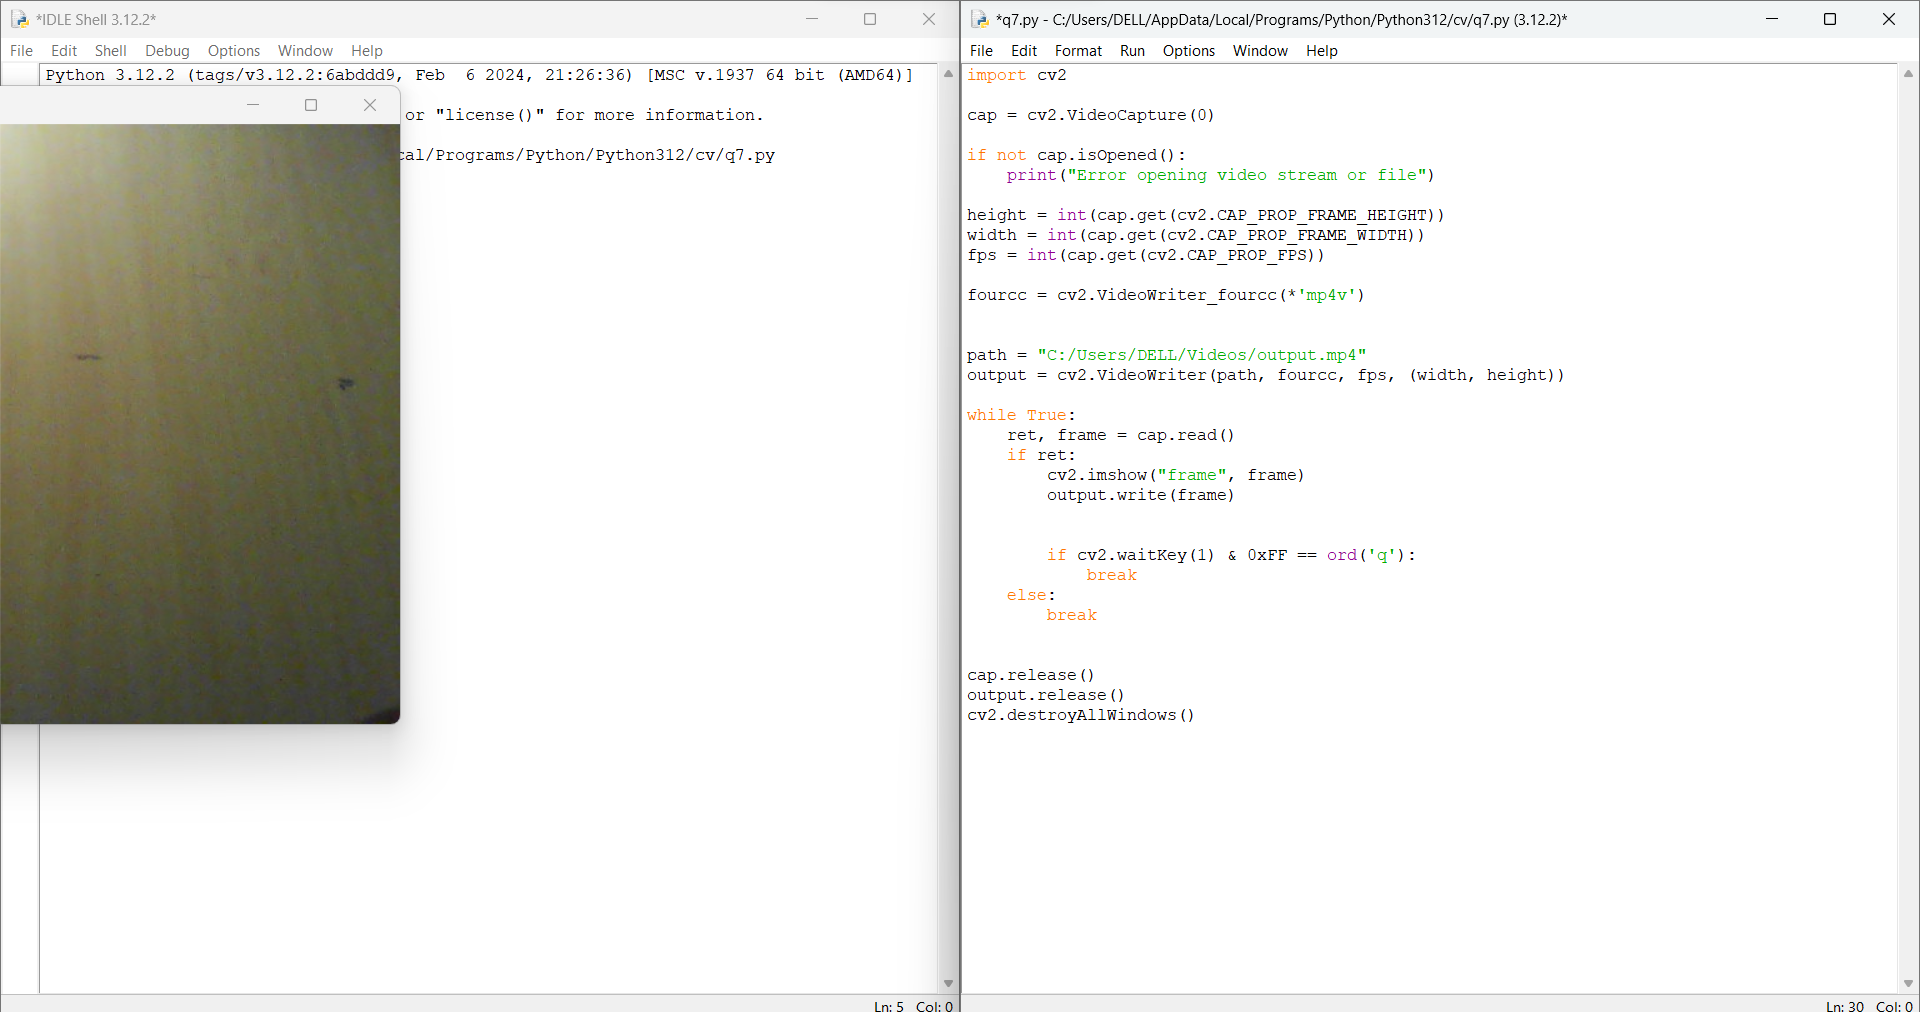 *IDLE Shell 3.12.2*
File Edit Shell Debug Options Window Help
Python 3.12.2 (tags/v3.12.2:6abddd9, Feb  6 2024, 21:26:36) [MSC v.1937 64 bit (AMD64)]
or "license()" for more information.
cal/Programs/Python/Python312/cv/q7.py
Ln: 5 Col: 0
*q7.py - C:/Users/DELL/AppData/Local/Programs/Python/Python312/cv/q7.py (3.12.2)*
File Edit Format Run Options Window Help
import cv2
cap = cv2.VideoCapture(0)
if not cap.isOpened():
    print("Error opening video stream or file")
height = int(cap.get(cv2.CAP_PROP_FRAME_HEIGHT))
width = int(cap.get(cv2.CAP_PROP_FRAME_WIDTH))
fps = int(cap.get(cv2.CAP_PROP_FPS))
fourcc = cv2.VideoWriter_fourcc(*'mp4v')
path = "C:/Users/DELL/Videos/output.mp4"
output = cv2.VideoWriter(path, fourcc, fps, (width, height))
while True:
    ret, frame = cap.read()
    if ret:
        cv2.imshow("frame", frame)
        output.write(frame)
        if cv2.waitKey(1) & 0xFF == ord('q'):
            break
    else:
        break
cap.release()
output.release()
cv2.destroyAllWindows()
Ln: 30 Col: 0